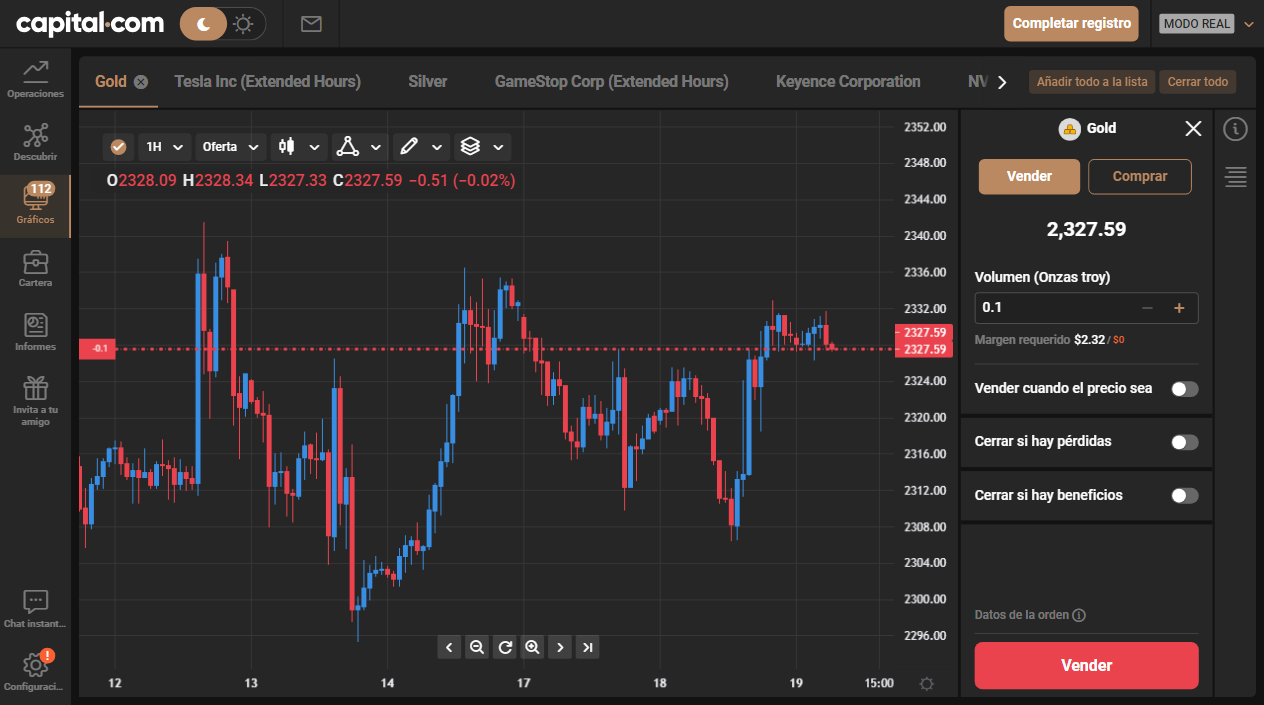 capital.com
Completar registro
MODO REAL
Operaciones
Descubrir
112
Gráficos
Cartera
Informes
Invita a tu
amigo
Chat instant...
!
Configuraci...
Gold
Tesla Inc (Extended Hours)
Silver
GameStop Corp (Extended Hours)
Keyence Corporation
NV
Añadir todo a la lista
Cerrar todo
1H
Oferta
O2328.09 H2328.34 L2327.33 C2327.59 −0.51 (−0.02%)
-0.1
2352.00
2348.00
2344.00
2340.00
2336.00
2332.00
2327.59
2327.59
2324.00
2320.00
2316.00
2312.00
2308.00
2304.00
2300.00
2296.00
12
13
14
17
18
19
15:00
Gold
Vender
Comprar
2,327.59
Volumen (Onzas troy)
0.1
Margen requerido $2.32 / $0
Vender cuando el precio sea
Cerrar si hay pérdidas
Cerrar si hay beneficios
Datos de la orden
Vender